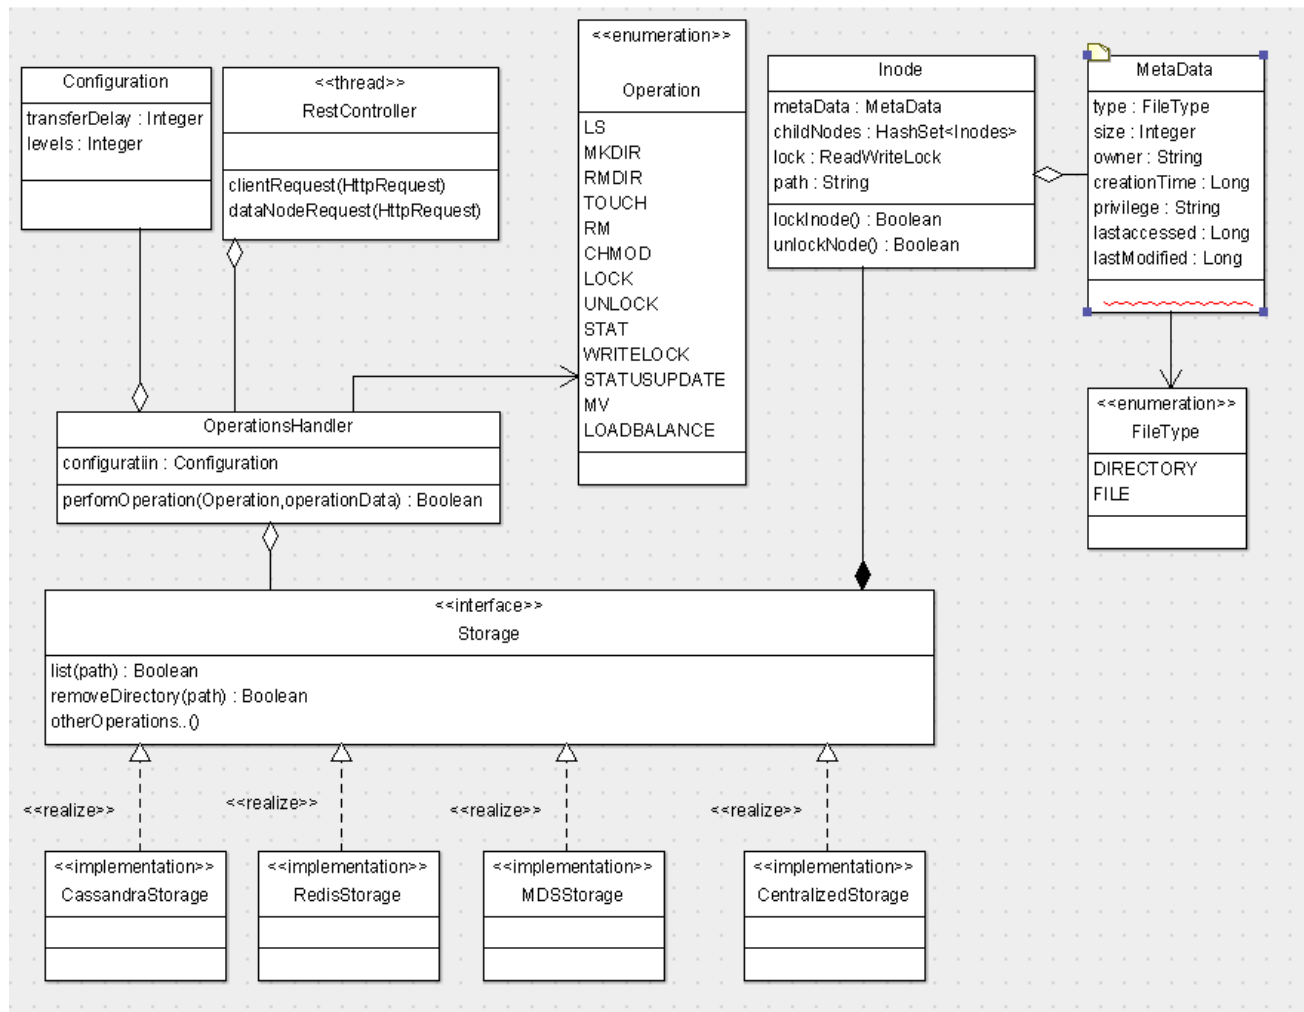 Configuration
transferDelay : Integer
levels : Integer
<<thread>>
RestController
clientRequest(HttpRequest)
dataNodeRequest(HttpRequest)
<<enumeration>>
Operation
LS
MKDIR
RMDIR
TOUCH
RM
CHMOD
LOCK
UNLOCK
STAT
WRITELOCK
STATUSUPDATE
MV
LOADBALANCE
Inode
metaData : MetaData
childNodes : HashSet<Inodes>
lock : ReadWriteLock
path : String
lockInode() : Boolean
unlockNode() : Boolean
MetaData
type : FileType
size : Integer
owner : String
creationTime : Long
privilege : String
lastaccessed : Long
lastModified : Long
<<enumeration>>
FileType
DIRECTORY
FILE
OperationsHandler
configuratiin : Configuration
perfomOperation(Operation,operationData) : Boolean
<<interface>>
Storage
list(path) : Boolean
removeDirectory(path) : Boolean
otherOperations..()
<<realize>>
<<realize>>
<<realize>>
<<realize>>
<<implementation>>
CassandraStorage
<<implementation>>
RedisStorage
<<implementation>>
MDSStorage
<<implementation>>
CentralizedStorage